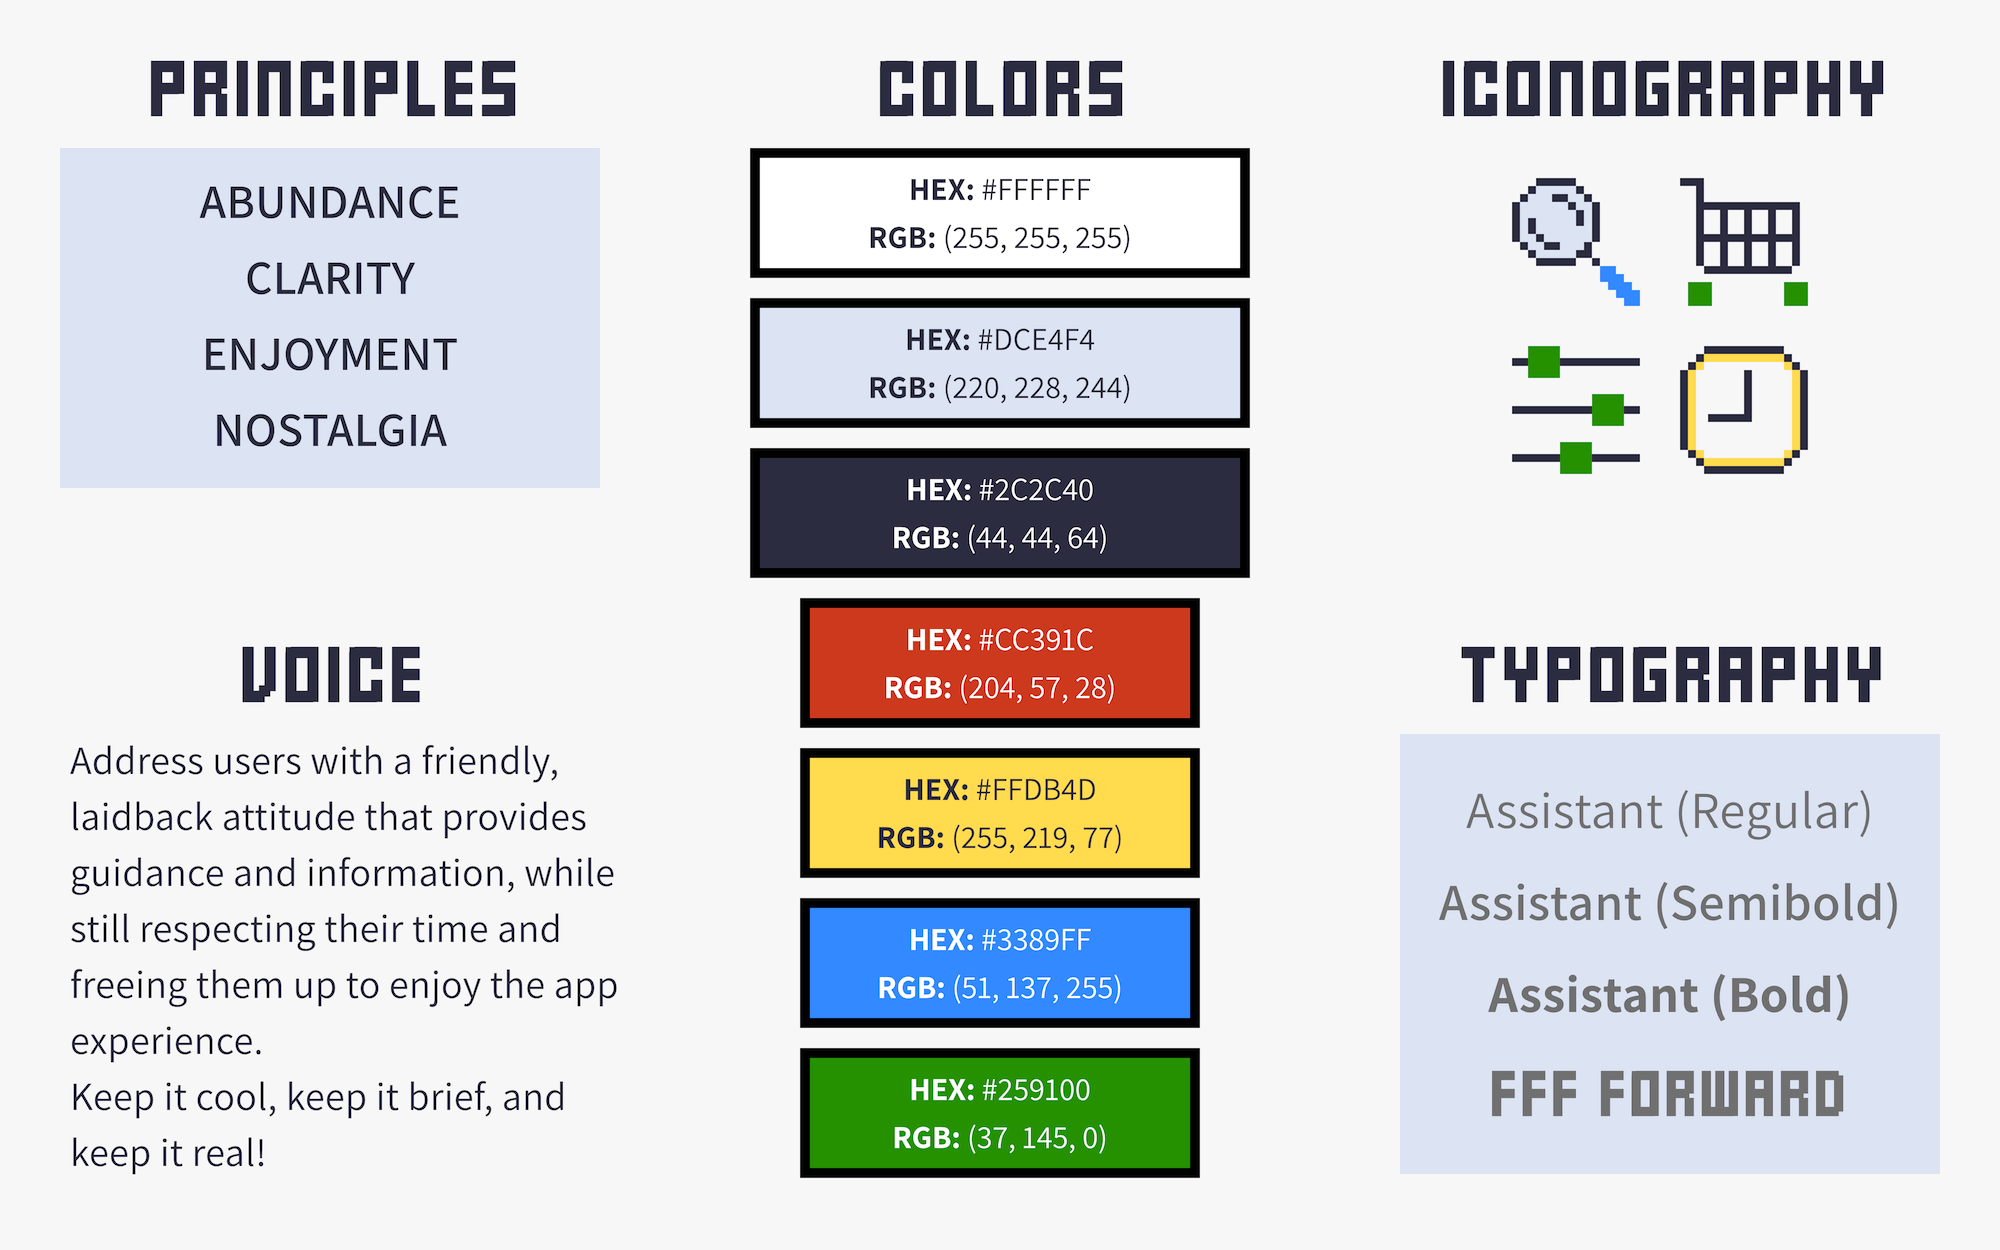 PRINCIPLES
ABUNDANCE
CLARITY
ENJOYMENT
NOSTALGIA
VOICE
Address users with a friendly,
laidback attitude that provides
guidance and information, while
still respecting their time and
freeing them up to enjoy the app
experience.
Keep it cool, keep it brief, and
keep it real!
COLORS
HEX: #FFFFFF
RGB: (255, 255, 255)
HEX: #DCE4F4
RGB: (220, 228, 244)
HEX: #2C2C40
RGB: (44, 44, 64)
HEX: #CC391C
RGB: (204, 57, 28)
HEX: #FFDB4D
RGB: (255, 219, 77)
HEX: #3389FF
RGB: (51, 137, 255)
HEX: #259100
RGB: (37, 145, 0)
ICONOGRAPHY
TYPOGRAPHY
Assistant (Regular)
Assistant (Semibold)
Assistant (Bold)
FFF FORWARD